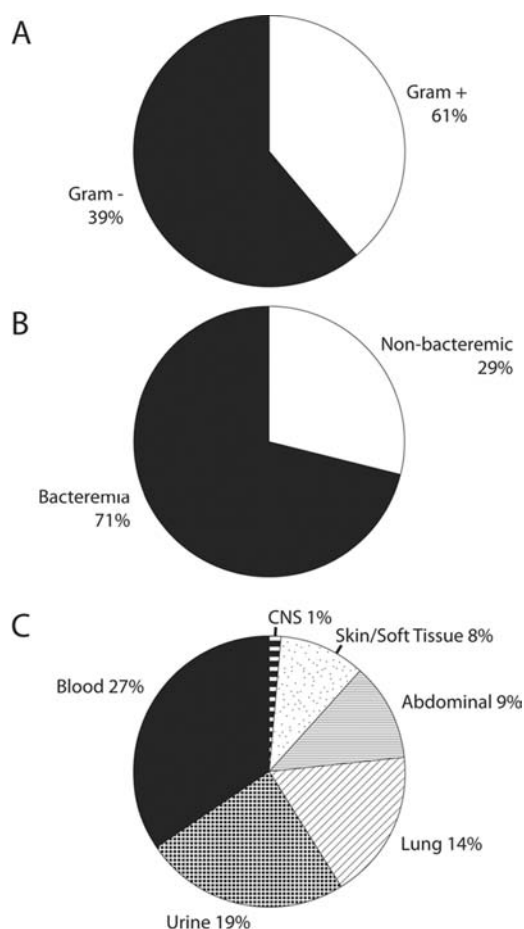 A
Gram +
61%
Gram -
39%
B
Non-bacteremic
29%
Bacteremia
71%
C
CNS 1%
Skin/Soft Tissue 8%
Blood 27%
Abdominal 9%
Lung 14%
Urine 19%